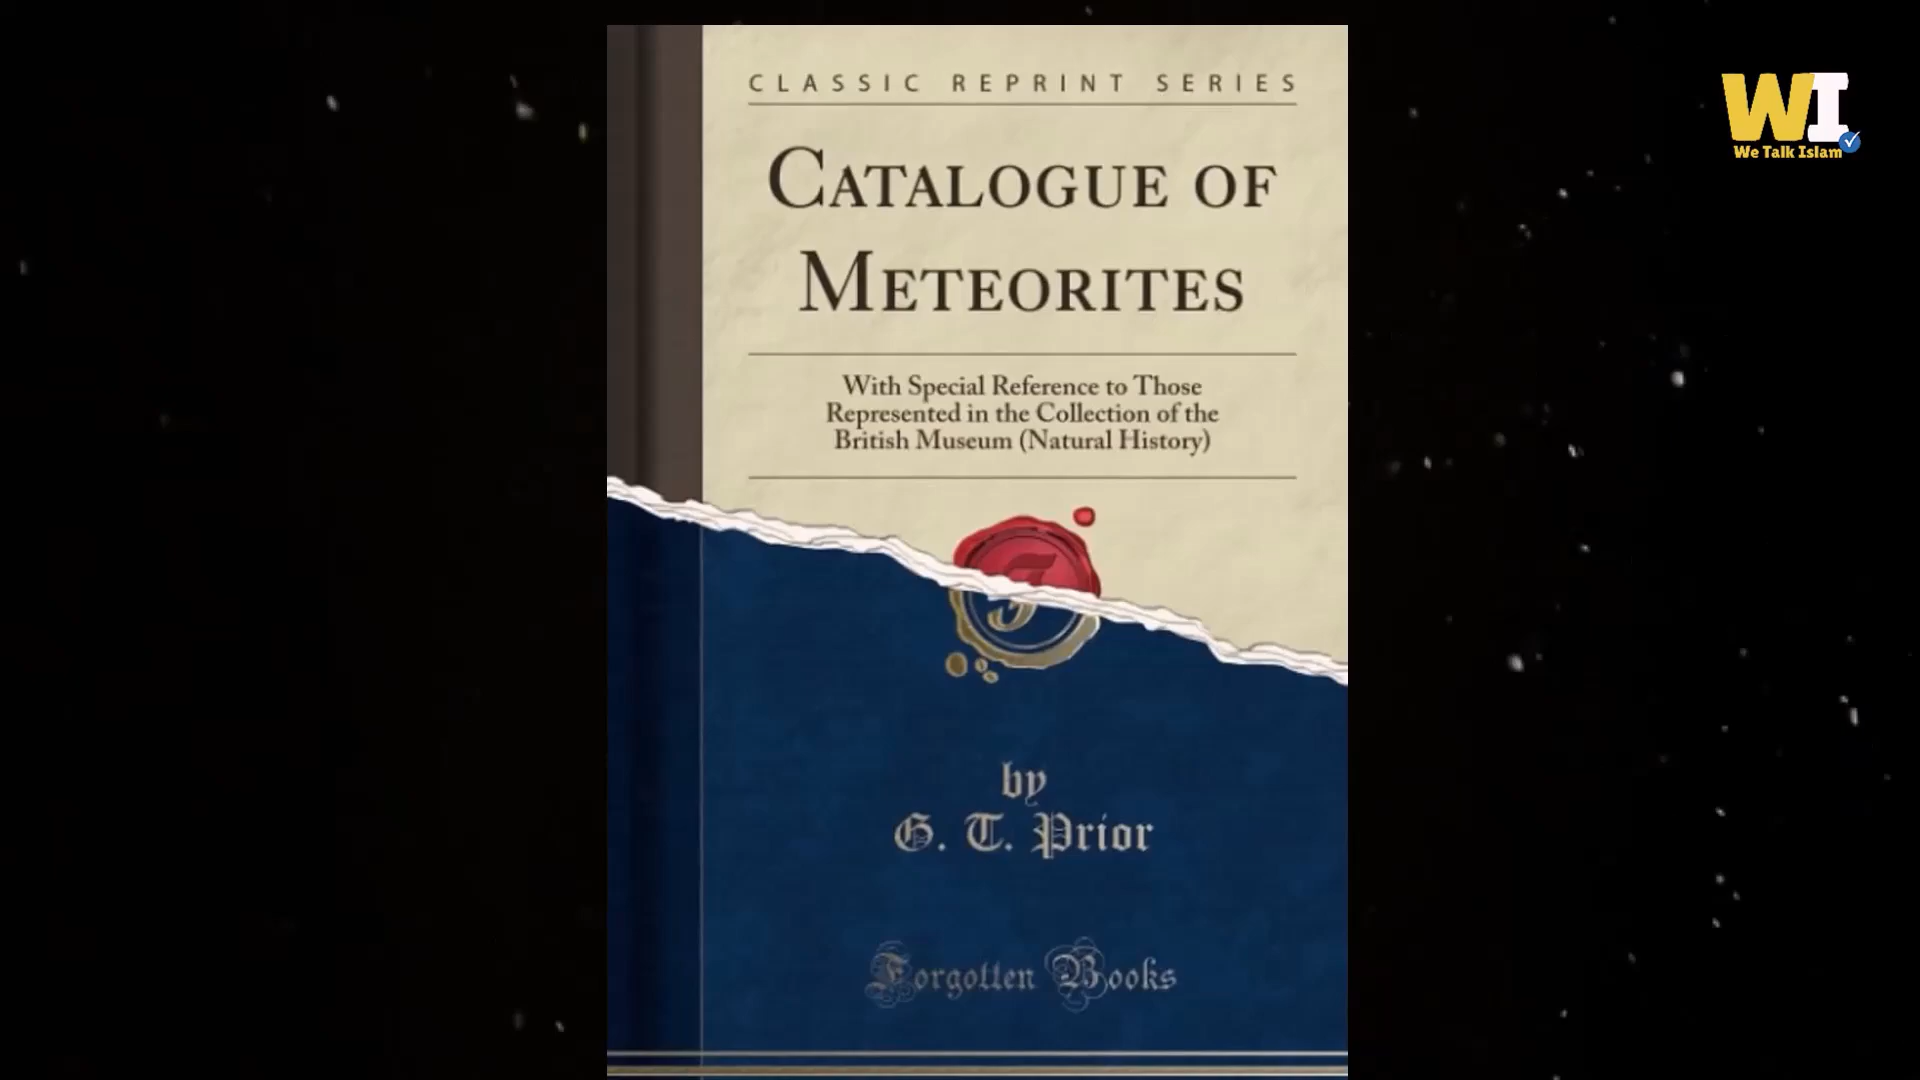 CLASSIC REPRINT SERIES
CATALOGUE OF
METEORITES
With Special Reference to Those
Represented in the Collection of the
British Museum (Natural History)
by
G. T. Prior
Forgotten Books
WI
We Talk Islam